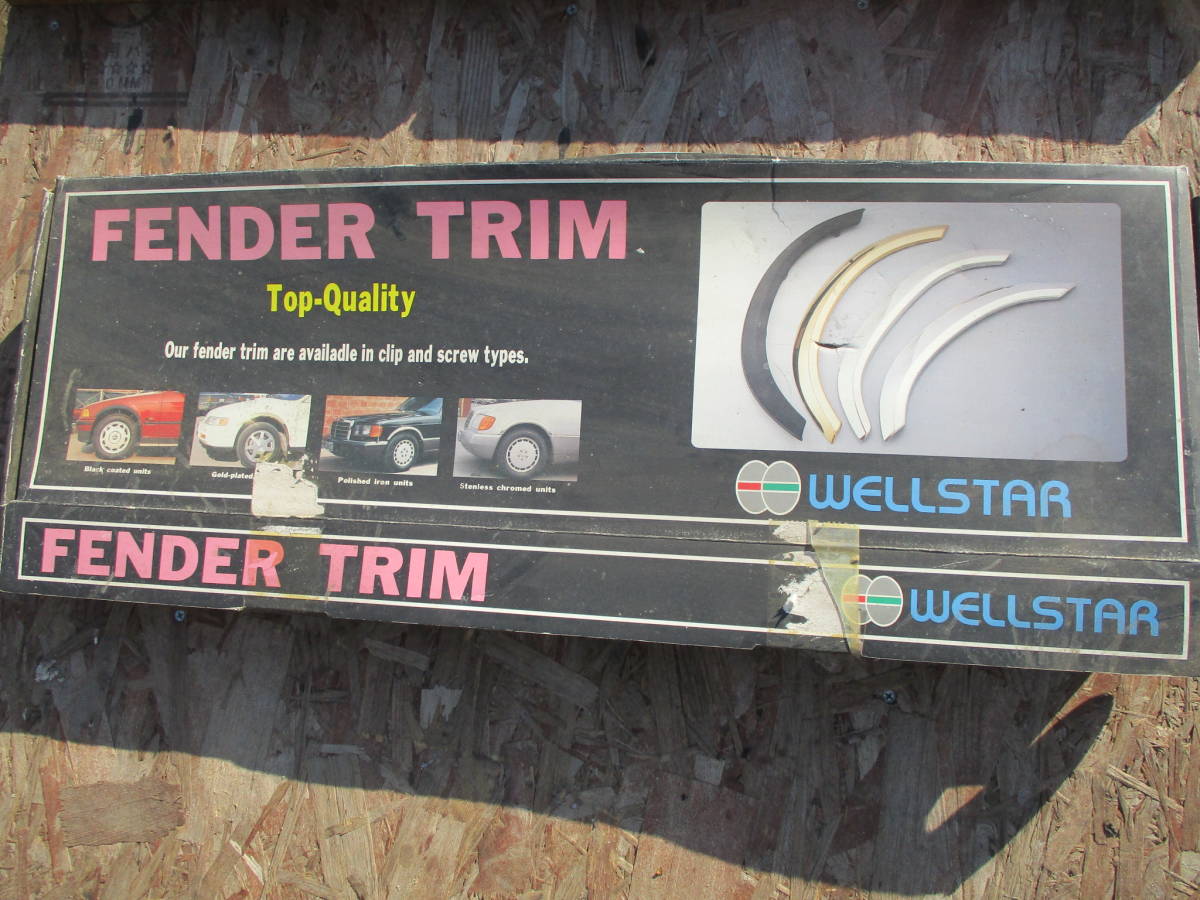 FENDER TRIM
Top-Quality
Our fender trim are availadle in clip and screw types.
Black coated units
Gold-plated
Polished iron units
Stenless chromed units
WELLSTAR
FENDER TRIM
WELLSTAR